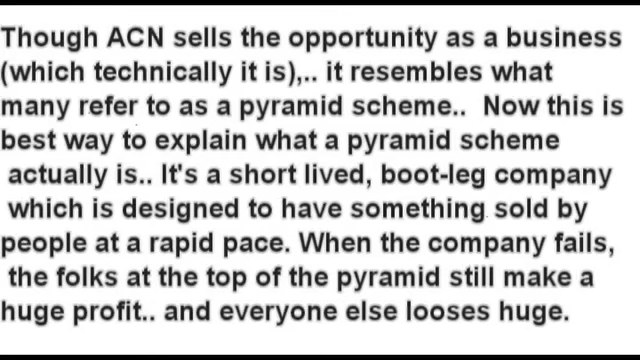 Though ACN sells the opportunity as a business
(which technically it is),.. it resembles what
many refer to as a pyramid scheme.. Now this is
best way to explain what a pyramid scheme
actually is.. It's a short lived, boot-leg company
which is designed to have something sold by
people at a rapid pace. When the company fails,
the folks at the top of the pyramid still make a
huge profit.. and everyone else looses huge.